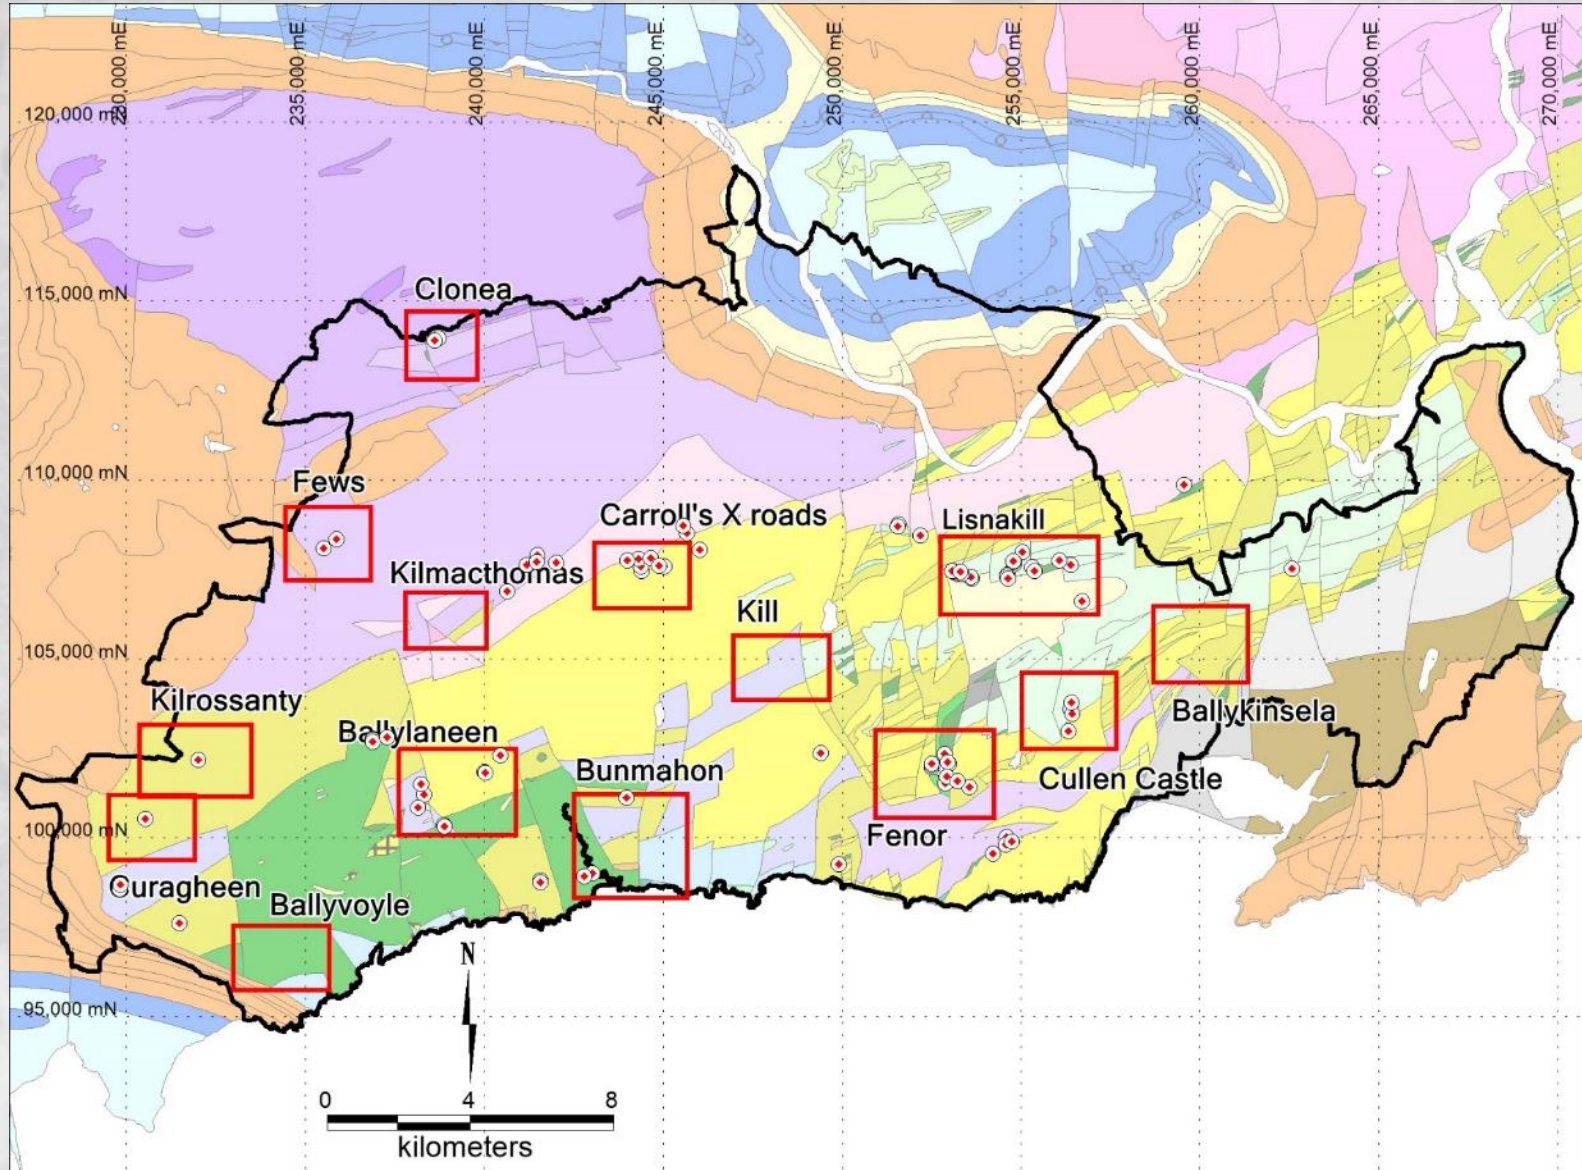 230,000 mE
235,000 mE
240,000 mE
245,000 mE
250,000 mE
255,000 mE
260,000 mE
265,000 mE
270,000 mE
120,000 mN
115,000 mN
Clonea
110,000 mN
Fews
Carroll's X roads
Lisnakill
Kilmacthomas
Kill
105,000 mN
Kilrossanty
Ballylaneen
BallyKinsela
Bunmahon
Cullen Castle
100,000 mN
Fenor
Curagheen
Ballyvoyle
N
95,000 mN
0 4 8
kilometers